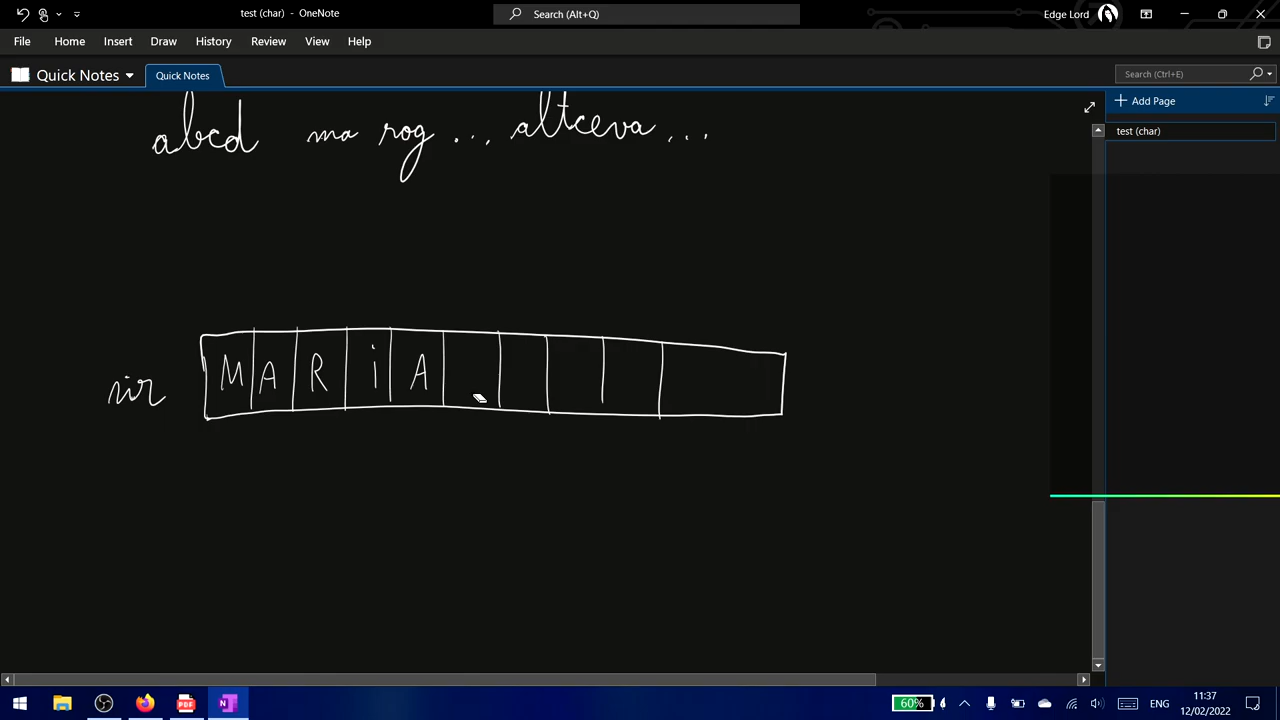 test (char) - OneNote
Search (Alt+Q)
Edge Lord
File Home Insert Draw History Review View Help
Quick Notes
Quick Notes
Search (Ctrl+E)
Add Page
test (char)
abcd ma rog ... altceva ...
sir M A R i A
60%
ENG
11:37
12/02/2022